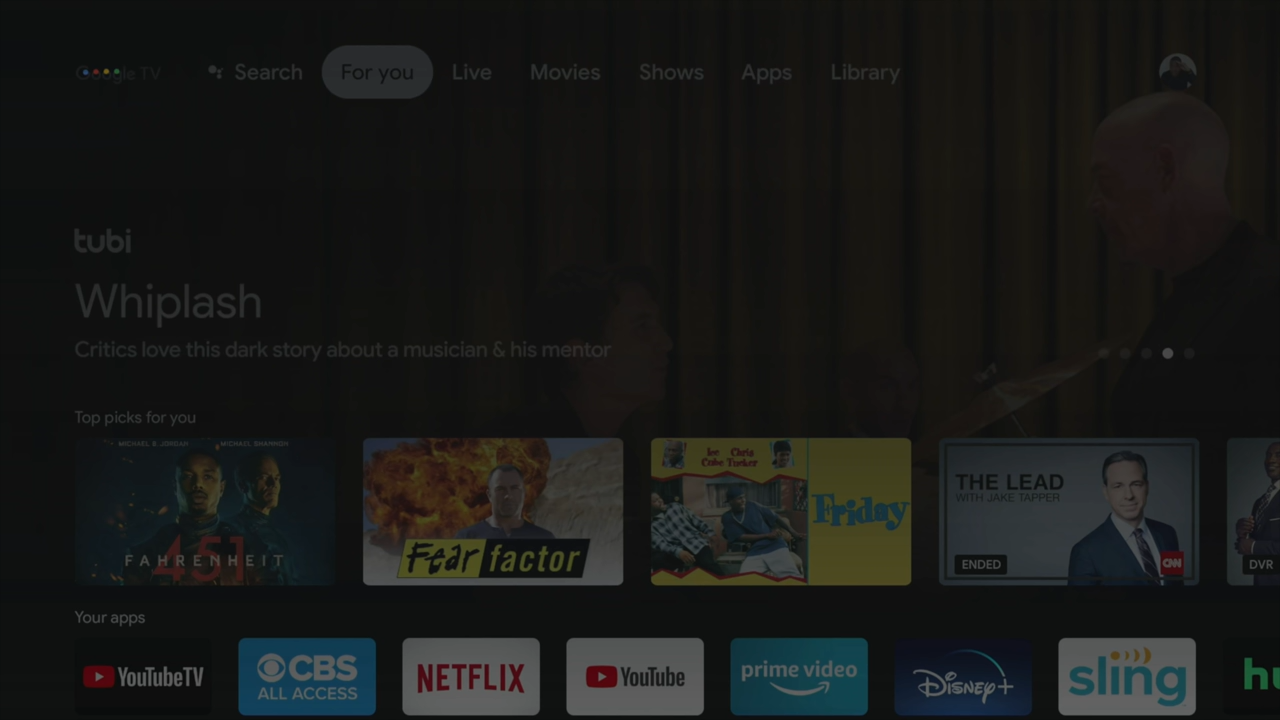 Google TV
Search
For you
Live
Movies
Shows
Apps
Library
tubi
Whiplash
Critics love this dark story about a musician & his mentor
Top picks for you
MICHAEL B. JORDAN MICHAEL SHANNON
FAHRENHEIT
451
Fear factor
Ice Cube
Chris Tucker
Friday
THE LEAD
WITH JAKE TAPPER
ENDED
CNN
DVR
Your apps
YouTubeTV
CBS
ALL ACCESS
NETFLIX
YouTube
prime video
Disney+
sling
hu